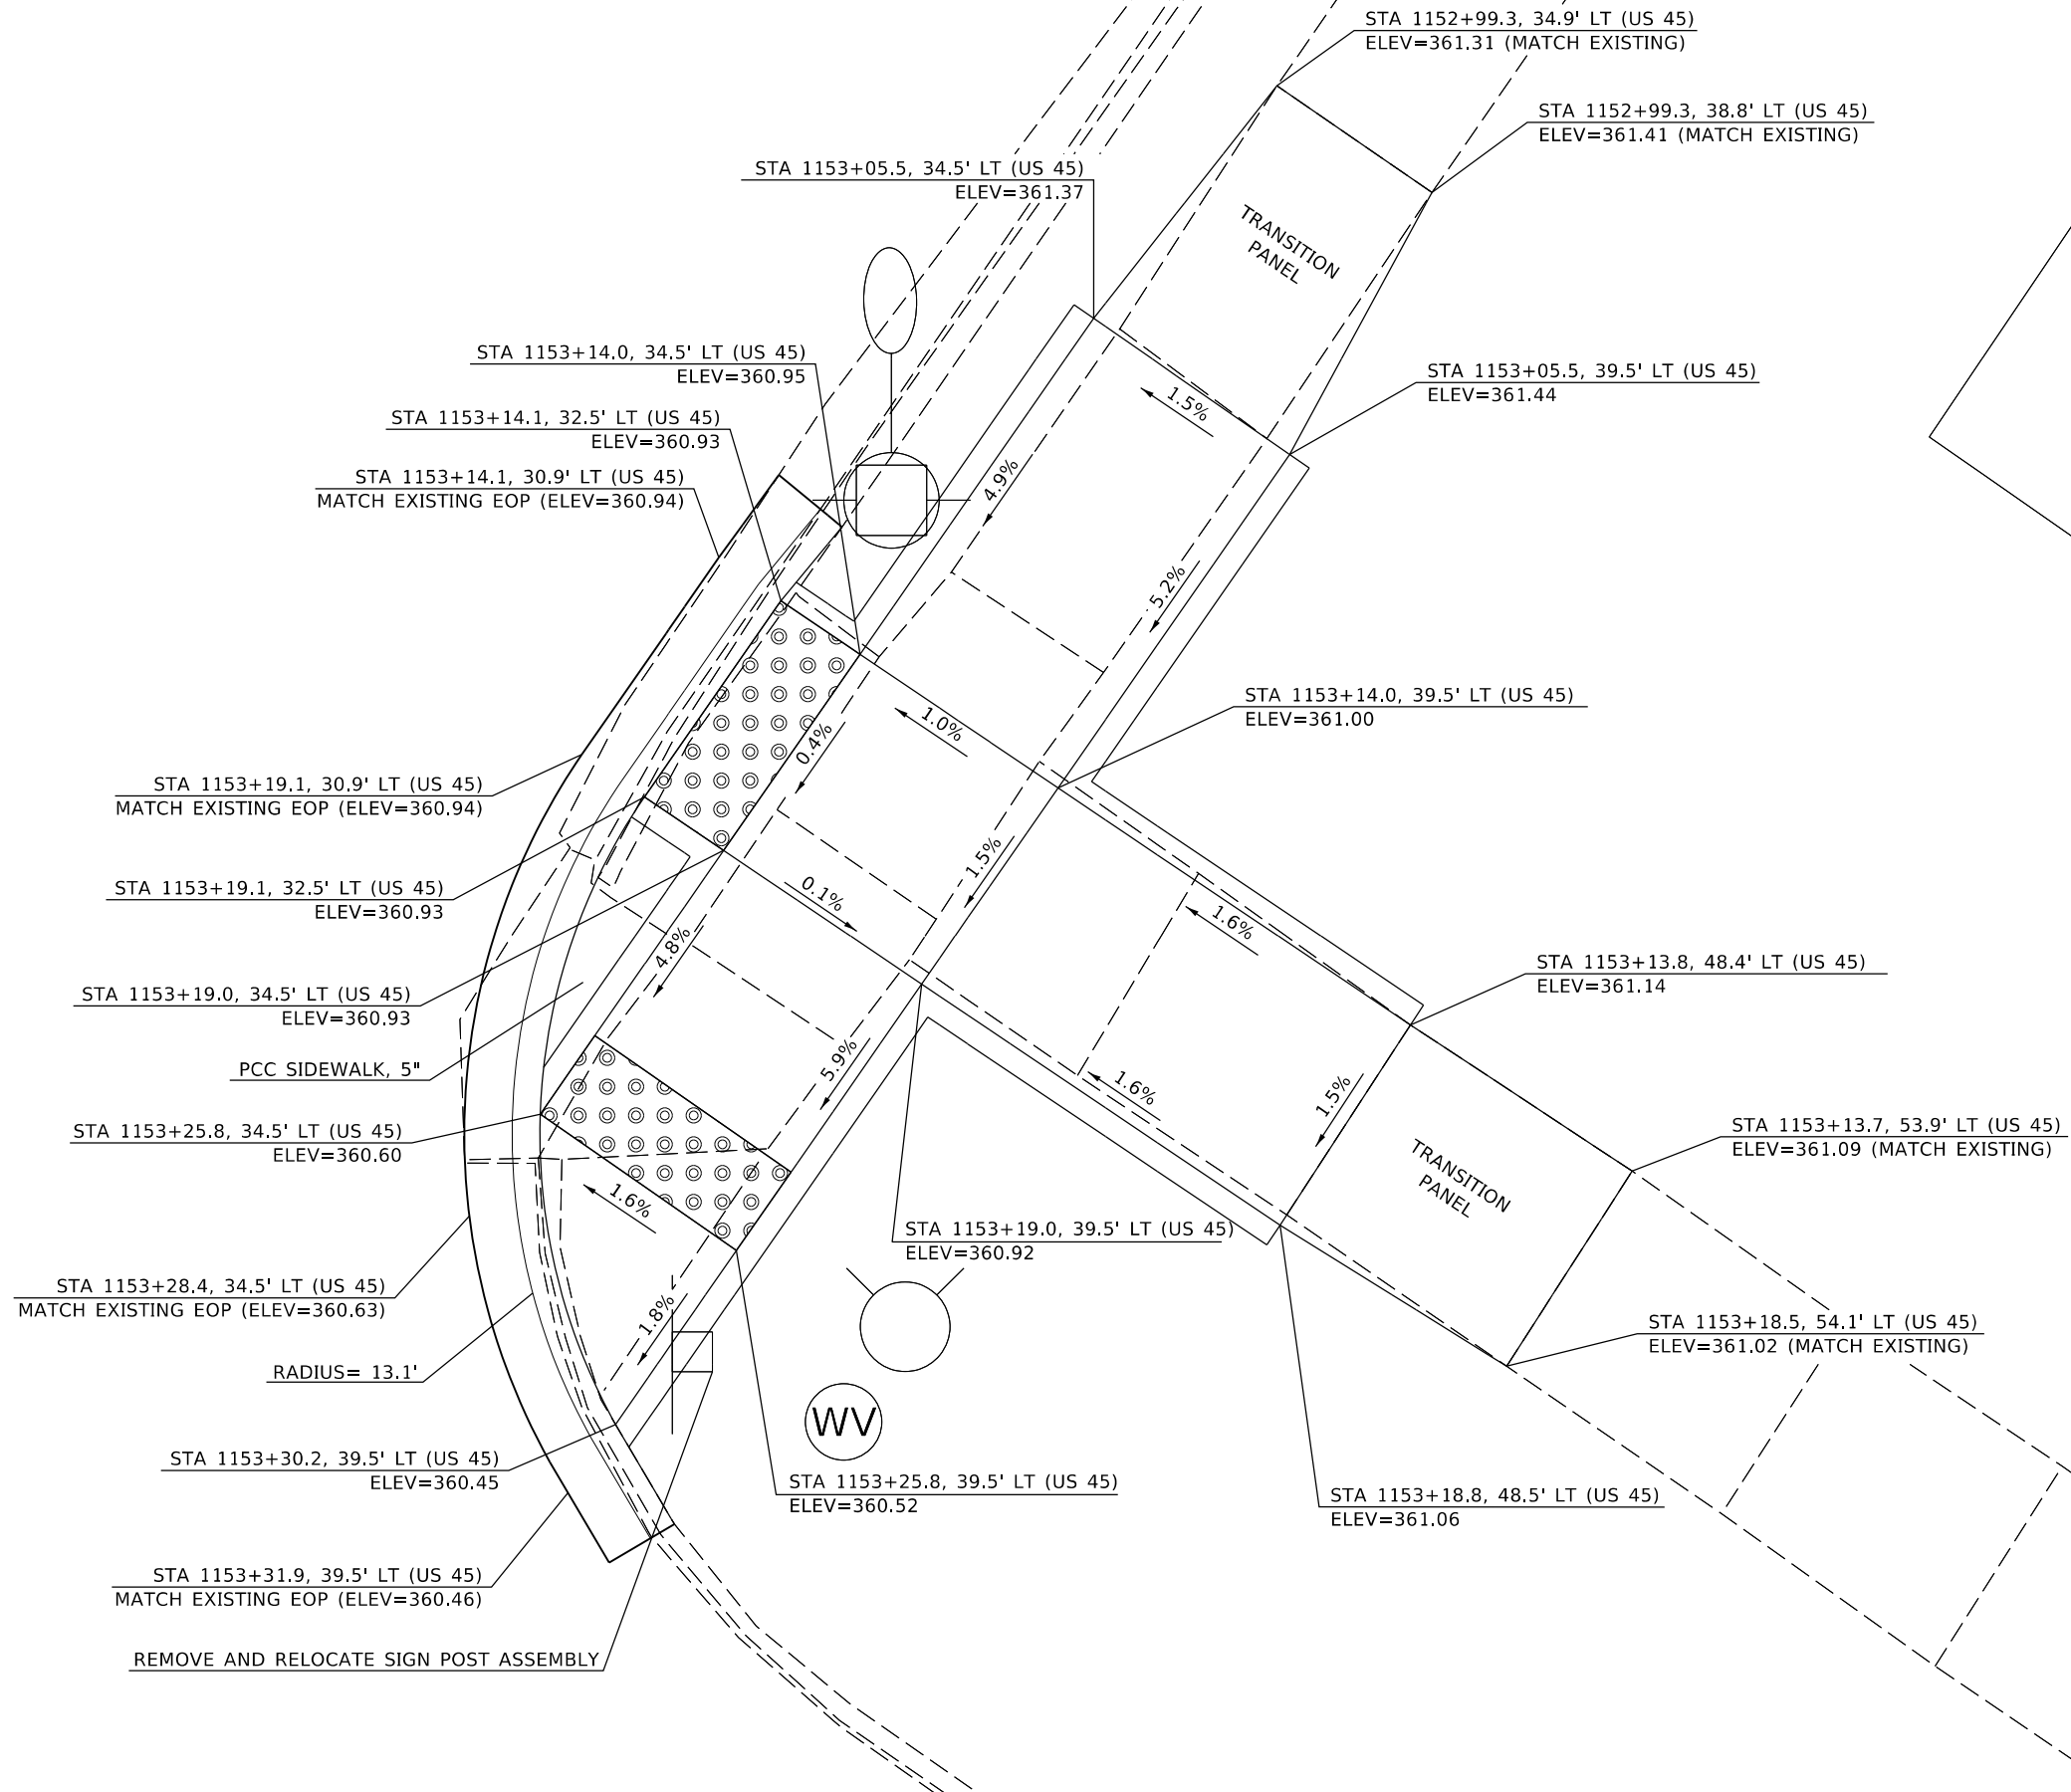 STA 1152+99.3, 34.9' LT (US 45)
ELEV=361.31 (MATCH EXISTING)
STA 1152+99.3, 38.8' LT (US 45)
ELEV=361.41 (MATCH EXISTING)
STA 1153+05.5, 34.5' LT (US 45)
ELEV=361.37
TRANSITION
PANEL
STA 1153+14.0, 34.5' LT (US 45)
ELEV=360.95
STA 1153+05.5, 39.5' LT (US 45)
ELEV=361.44
1.5%
STA 1153+14.1, 32.5' LT (US 45)
ELEV=360.93
STA 1153+14.1, 30.9' LT (US 45)
MATCH EXISTING EOP (ELEV=360.94)
4.9%
5.2%
STA 1153+14.0, 39.5' LT (US 45)
ELEV=361.00
1.0%
0.4%
STA 1153+19.1, 30.9' LT (US 45)
MATCH EXISTING EOP (ELEV=360.94)
1.5%
STA 1153+19.1, 32.5' LT (US 45)
ELEV=360.93
0.1%
1.6%
4.8%
STA 1153+13.8, 48.4' LT (US 45)
ELEV=361.14
STA 1153+19.0, 34.5' LT (US 45)
ELEV=360.93
PCC SIDEWALK, 5"
5.9%
1.6%
1.5%
STA 1153+25.8, 34.5' LT (US 45)
ELEV=360.60
STA 1153+13.7, 53.9' LT (US 45)
ELEV=361.09 (MATCH EXISTING)
TRANSITION
PANEL
1.6%
STA 1153+19.0, 39.5' LT (US 45)
ELEV=360.92
STA 1153+28.4, 34.5' LT (US 45)
MATCH EXISTING EOP (ELEV=360.63)
1.8%
STA 1153+18.5, 54.1' LT (US 45)
ELEV=361.02 (MATCH EXISTING)
RADIUS= 13.1'
WV
STA 1153+30.2, 39.5' LT (US 45)
ELEV=360.45
STA 1153+25.8, 39.5' LT (US 45)
ELEV=360.52
STA 1153+18.8, 48.5' LT (US 45)
ELEV=361.06
STA 1153+31.9, 39.5' LT (US 45)
MATCH EXISTING EOP (ELEV=360.46)
REMOVE AND RELOCATE SIGN POST ASSEMBLY